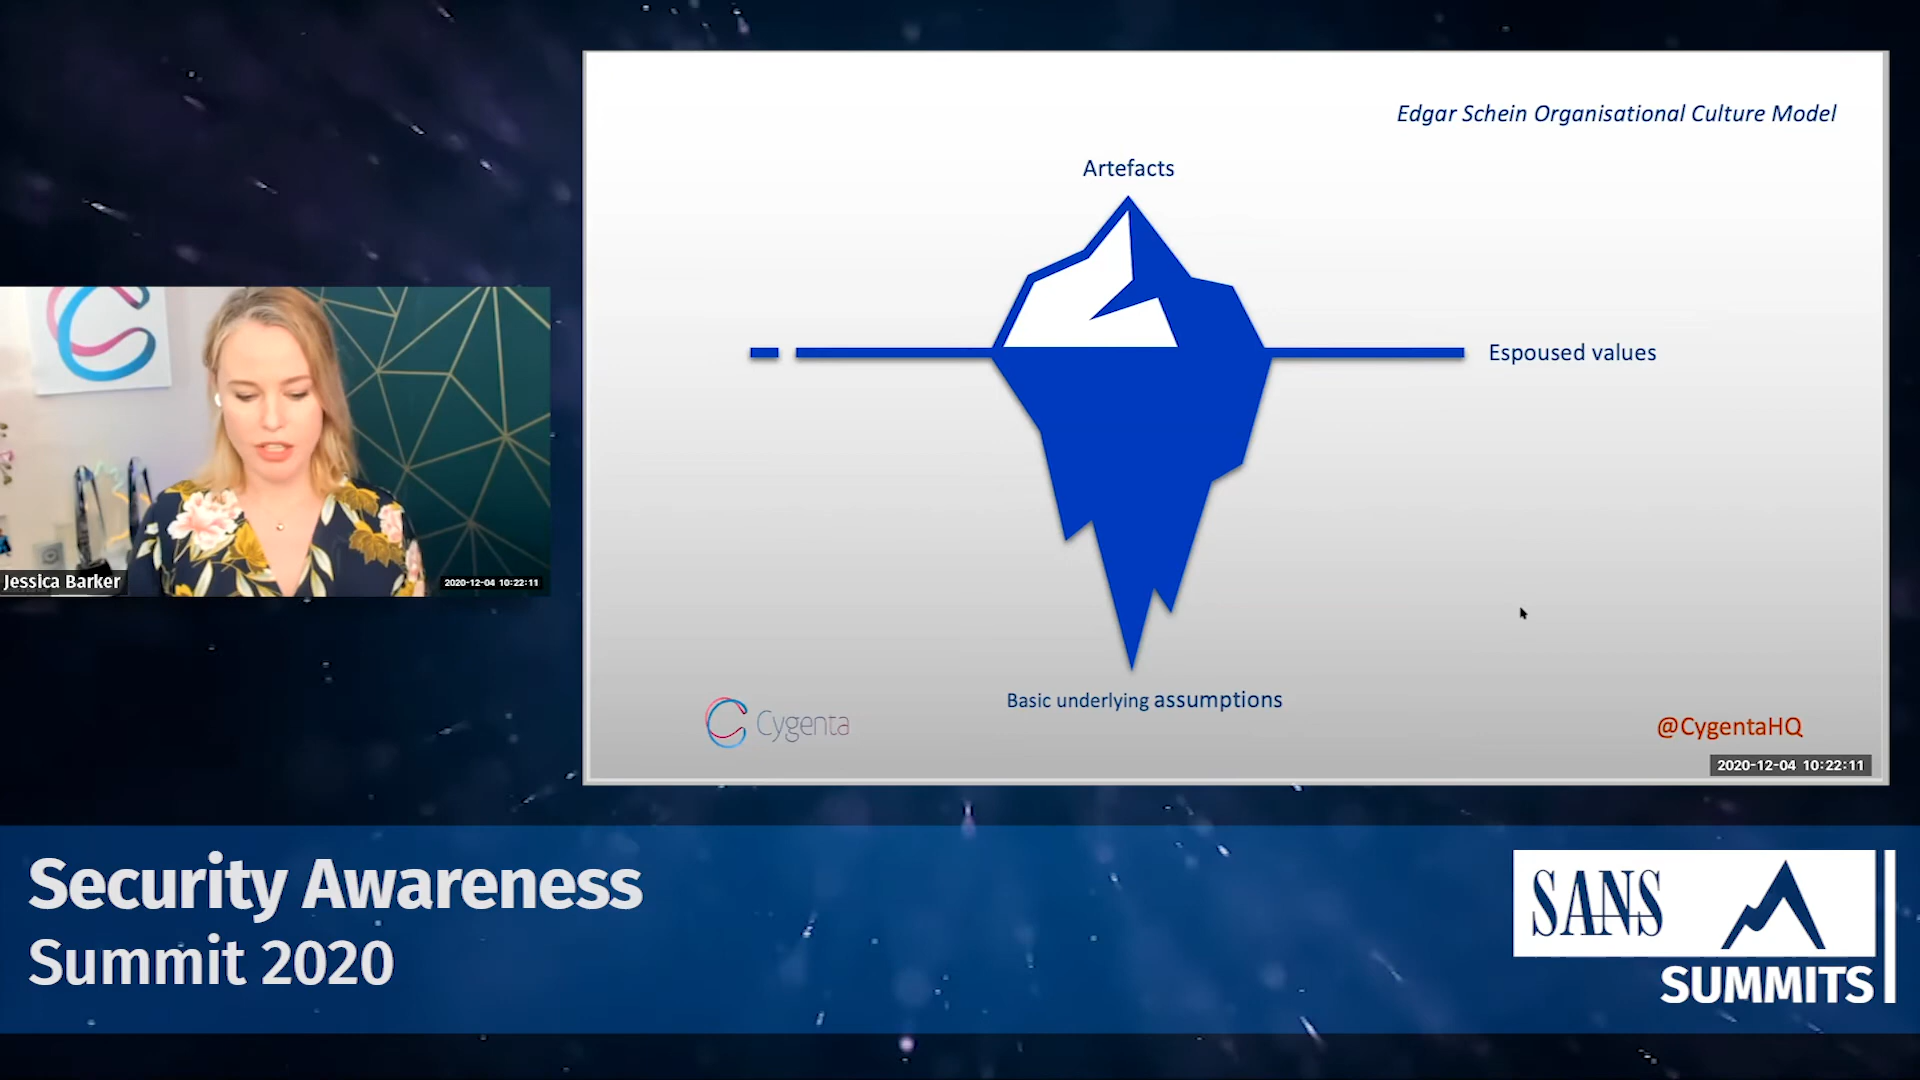 Edgar Schein Organisational Culture Model
Artefacts
Espoused values
Basic underlying assumptions
Cygenta
@CygentaHQ
2020-12-04 10:22:11
Jessica Barker
2020-12-04 10:22:11
Security Awareness
Summit 2020
SANS
SUMMITS